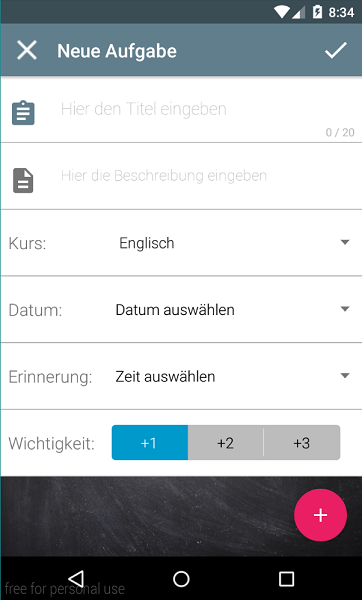 8:34
Neue Aufgabe
Hier den Titel eingeben
0 / 20
Hier die Beschreibung eingeben
Kurs: Englisch
Datum: Datum auswählen
Erinnerung: Zeit auswählen
Wichtigkeit: +1 +2 +3
+
free for personal use